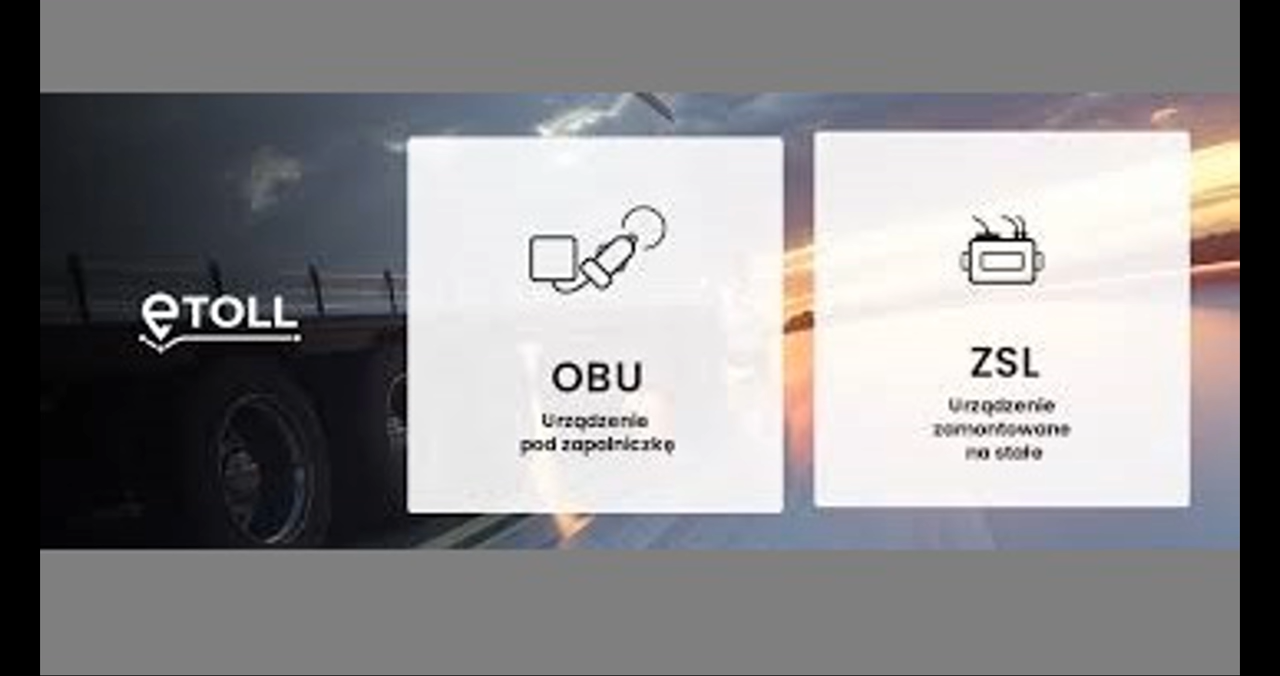 eTOLL
OBU
Urządzenie
pod zapalniczkę
ZSL
Urządzenie
zamontowane
na stałe